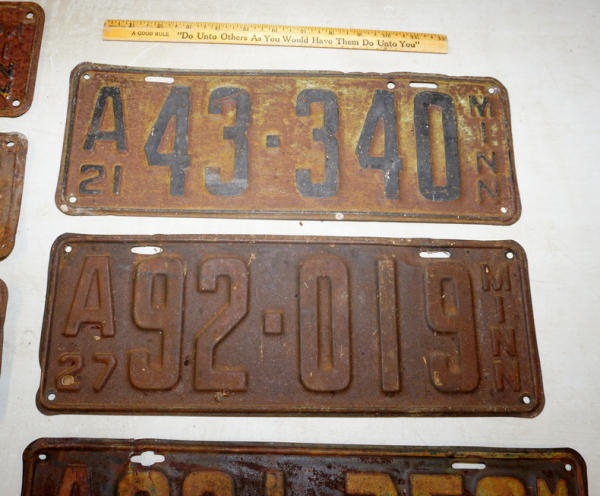 A GOOD RULE "Do Unto Others As You Would Have Them Do Unto You"
A 43-340 MINN
21
A 92-019 MINN
27